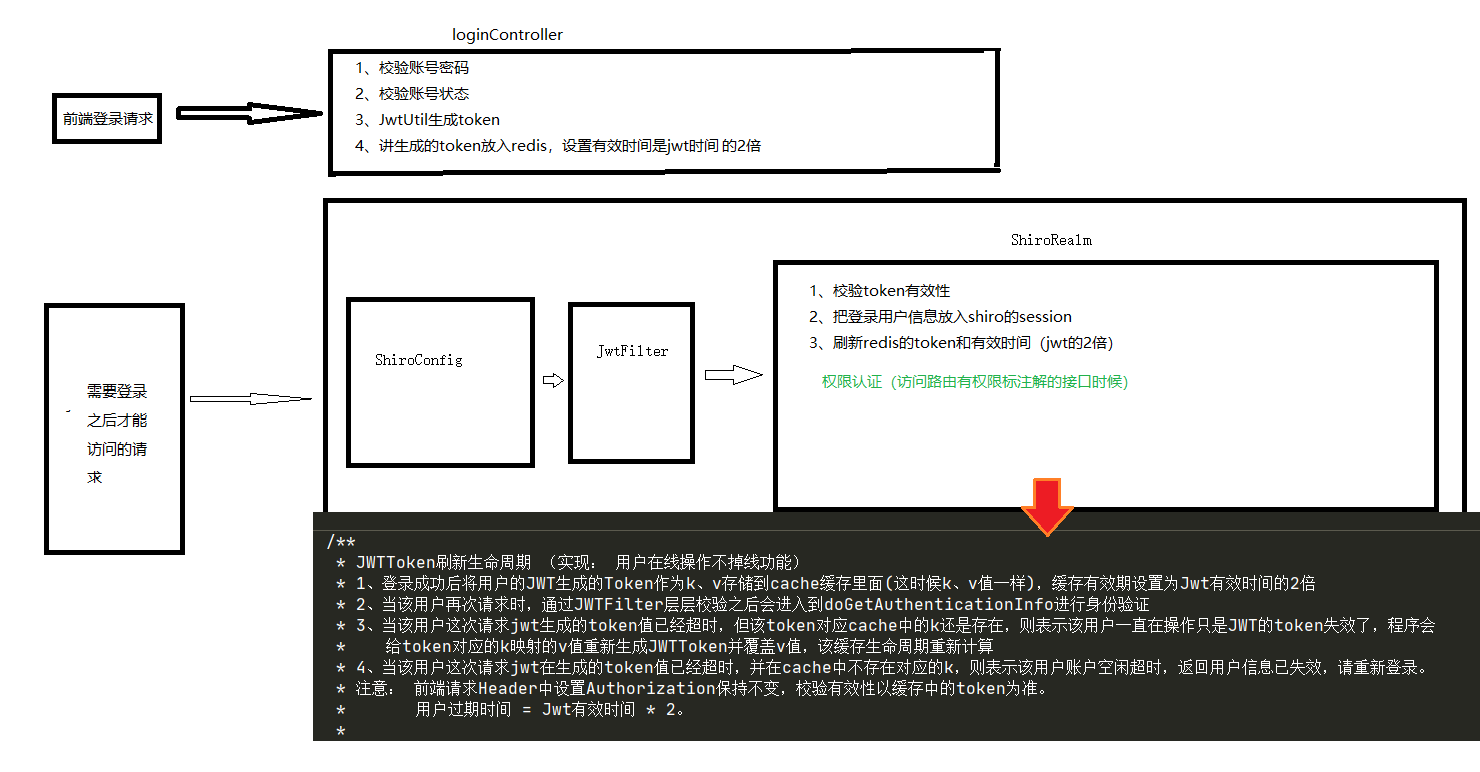 loginController
1、校验账号密码
2、校验账号状态
3、JwtUtil生成token
4、讲生成的token放入redis，设置有效时间是jwt时间的2倍
前端登录请求
ShiroRealm
1、校验token有效性
2、把登录用户信息放入shiro的session
3、刷新redis的token和有效时间（jwt的2倍）
权限认证（访问路由有权限标注解的接口时候）
ShiroConfig
JwtFilter
需要登录
之后才能
访问的请
求
/**
* JWTToken刷新生命周期 （实现： 用户在线操作不掉线功能）
* 1、登录成功后将用户的JWT生成的Token作为k、v存储到cache缓存里面(这时候k、v值一样)，缓存有效期设置为Jwt有效时间的2倍
* 2、当该用户再次请求时，通过JWTFilter层层校验之后会进入到doGetAuthenticationInfo进行身份验证
* 3、当该用户这次请求jwt生成的token值已经超时，但该token对应cache中的k还是存在，则表示该用户一直在操作只是JWT的token失效了，程序会
* 给token对应的k映射的v值重新生成JWTToken并覆盖v值，该缓存生命周期重新计算
* 4、当该用户这次请求jwt在生成的token值已经超时，并在cache中不存在对应的k，则表示该用户账户空闲超时，返回用户信息已失效，请重新登录。
* 注意： 前端请求Header中设置Authorization保持不变，校验有效性以缓存中的token为准。
* 用户过期时间 = Jwt有效时间 * 2。
*